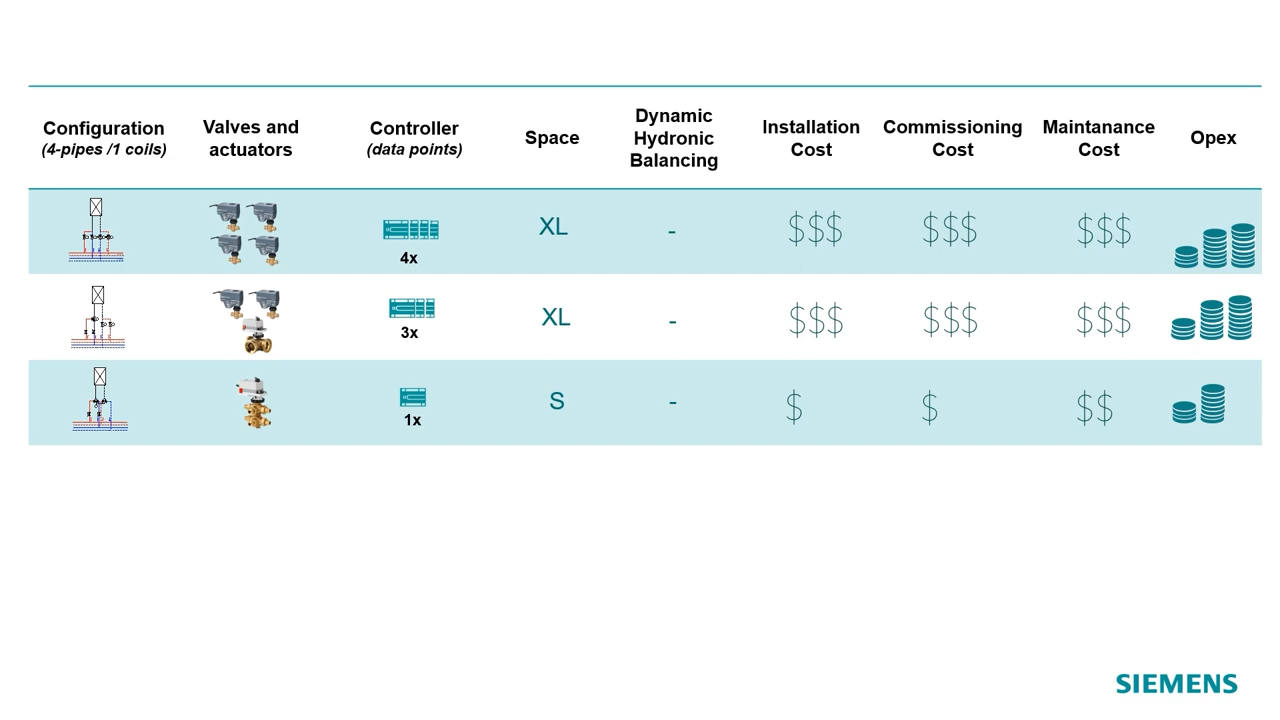 Configuration
(4-pipes /1 coils)
Valves and
actuators
Controller
(data points)
Space
Dynamic
Hydronic
Balancing
Installation
Cost
Commissioning
Cost
Maintanance
Cost
Opex
4x
XL
-
$$$
$$$
$$$
3x
XL
-
$$$
$$$
$$$
1x
S
-
$
$
$$
SIEMENS